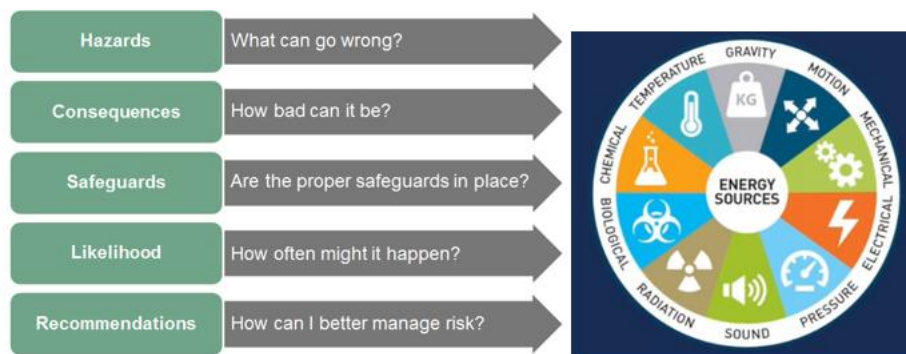 Hazards
What can go wrong?
Consequences
How bad can it be?
Safeguards
Are the proper safeguards in place?
Likelihood
How often might it happen?
Recommendations
How can I better manage risk?
GRAVITY
MOTION
MECHANICAL
ELECTRICAL
PRESSURE
SOUND
RADIATION
BIOLOGICAL
CHEMICAL
TEMPERATURE
KG
ENERGY
SOURCES